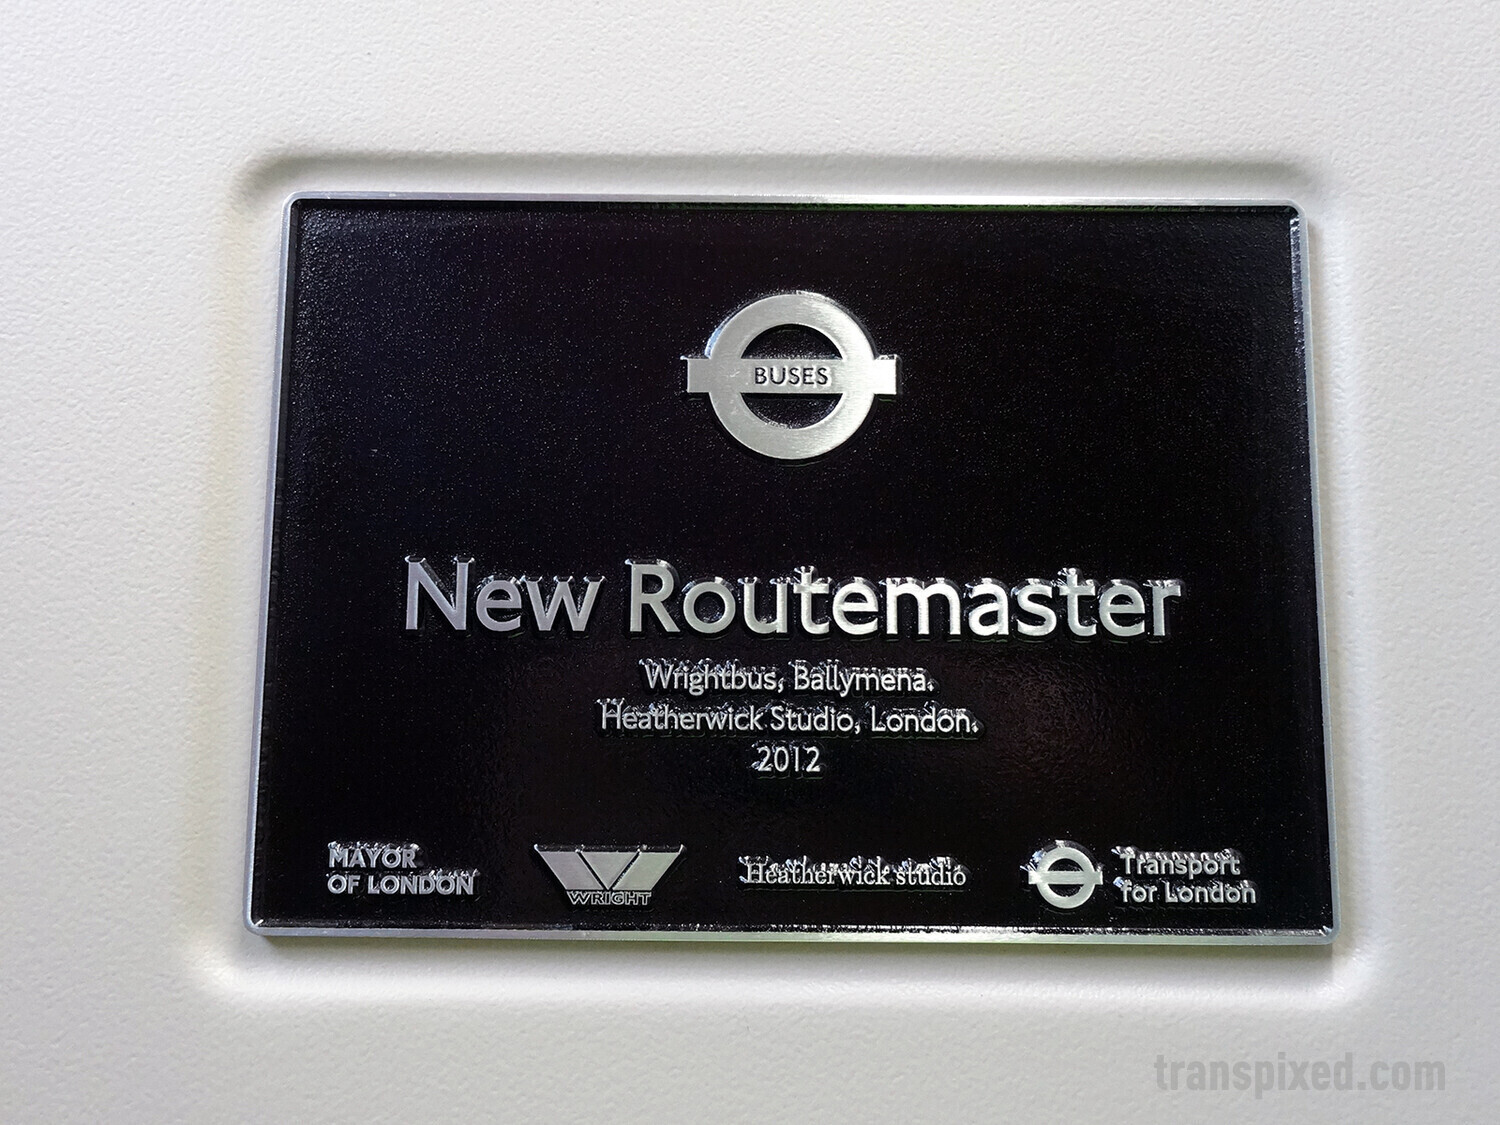 BUSES
New Routemaster
Wrightbus, Ballymena.
Heatherwick Studio, London.
2012
MAYOR
OF LONDON
WRIGHT
Heatherwick studio
Transport
for London
transpixed.com